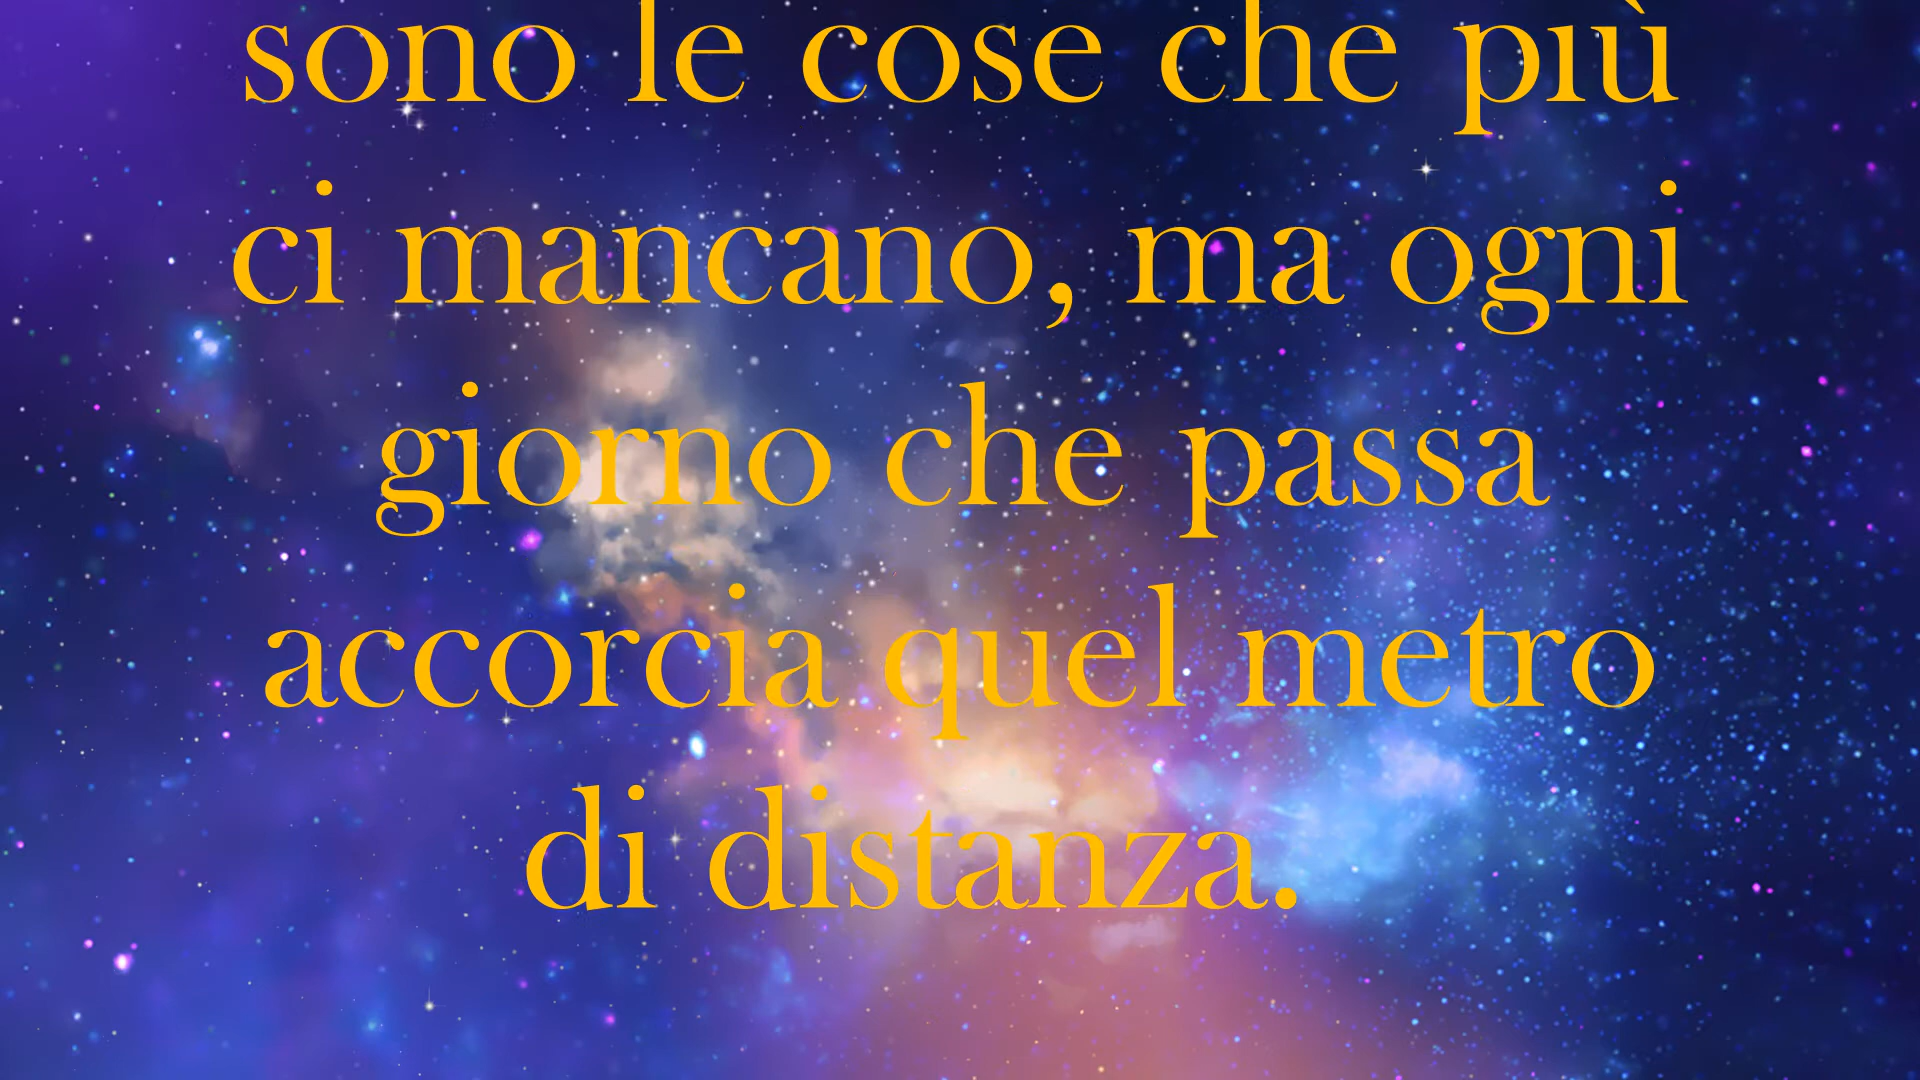 sono le cose che più
ci mancano, ma ogni
giorno che passa
accorcia quel metro
di distanza.